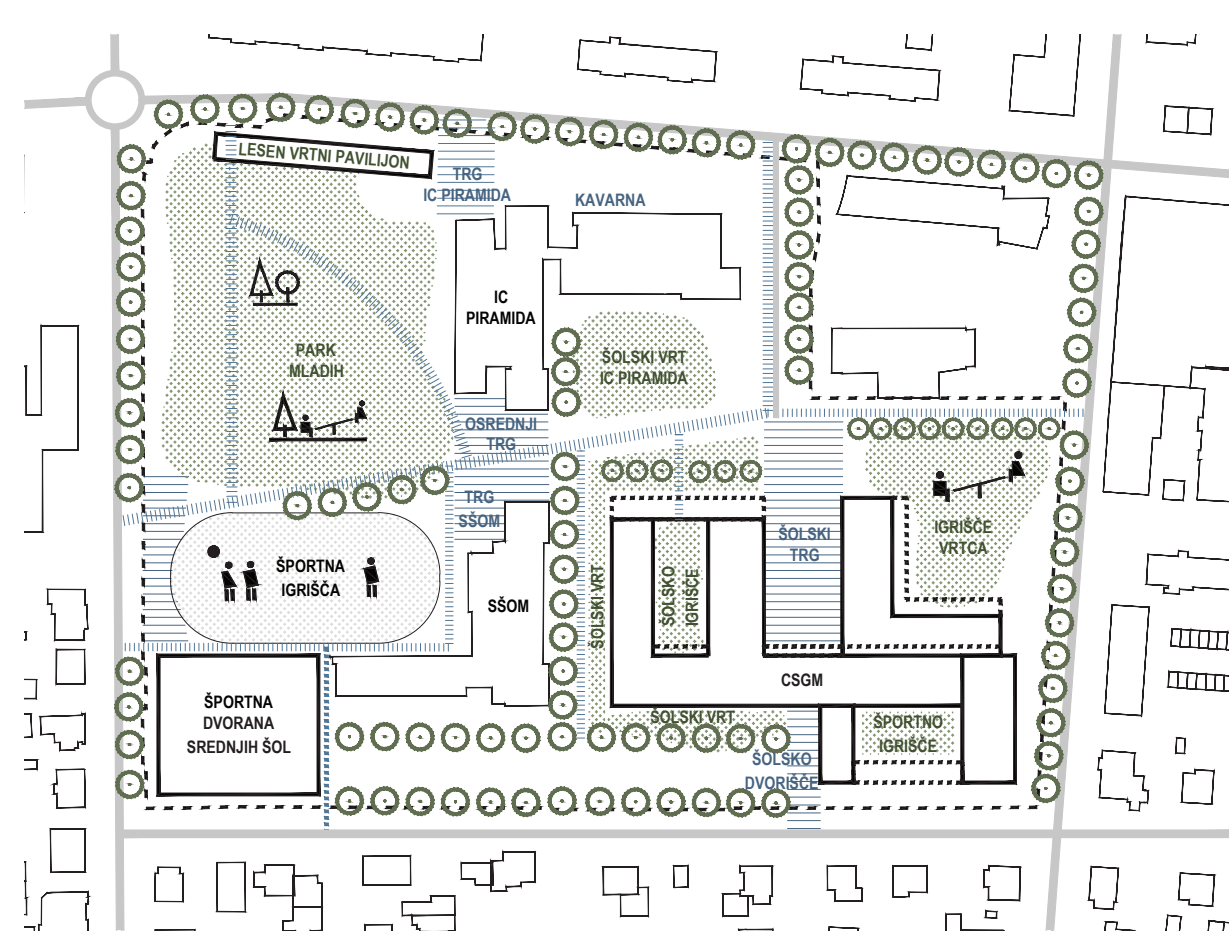 LESEN VRTNI PAVILIJON
TRG
IC PIRAMIDA
KAVARNA
IC
PIRAMIDA
PARK
MLADIH
ŠOLSKI VRT
IC PIRAMIDA
OSREDNJI
TRG
TRG
SŠOM
ŠPORTNA
IGRIŠČA
SŠOM
ŠOLSKI VRT
ŠOLSKO
IGRIŠČE
ŠOLSKI
TRG
IGRIŠČE
VRTCA
CSGM
ŠPORTNA
DVORANA
SREDNJIH ŠOL
ŠOLSKI VRT
ŠPORTNO
IGRIŠČE
ŠOLSKO
DVORIŠČE